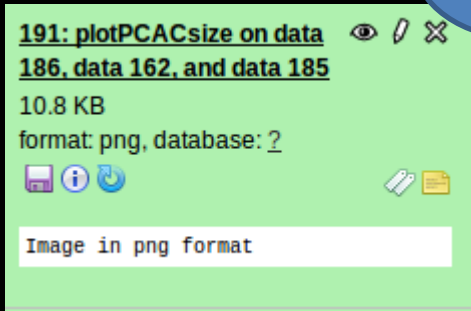 191: plotPCACsize on data
186, data 162, and data 185
10.8 KB
format: png, database: ?
Image in png format